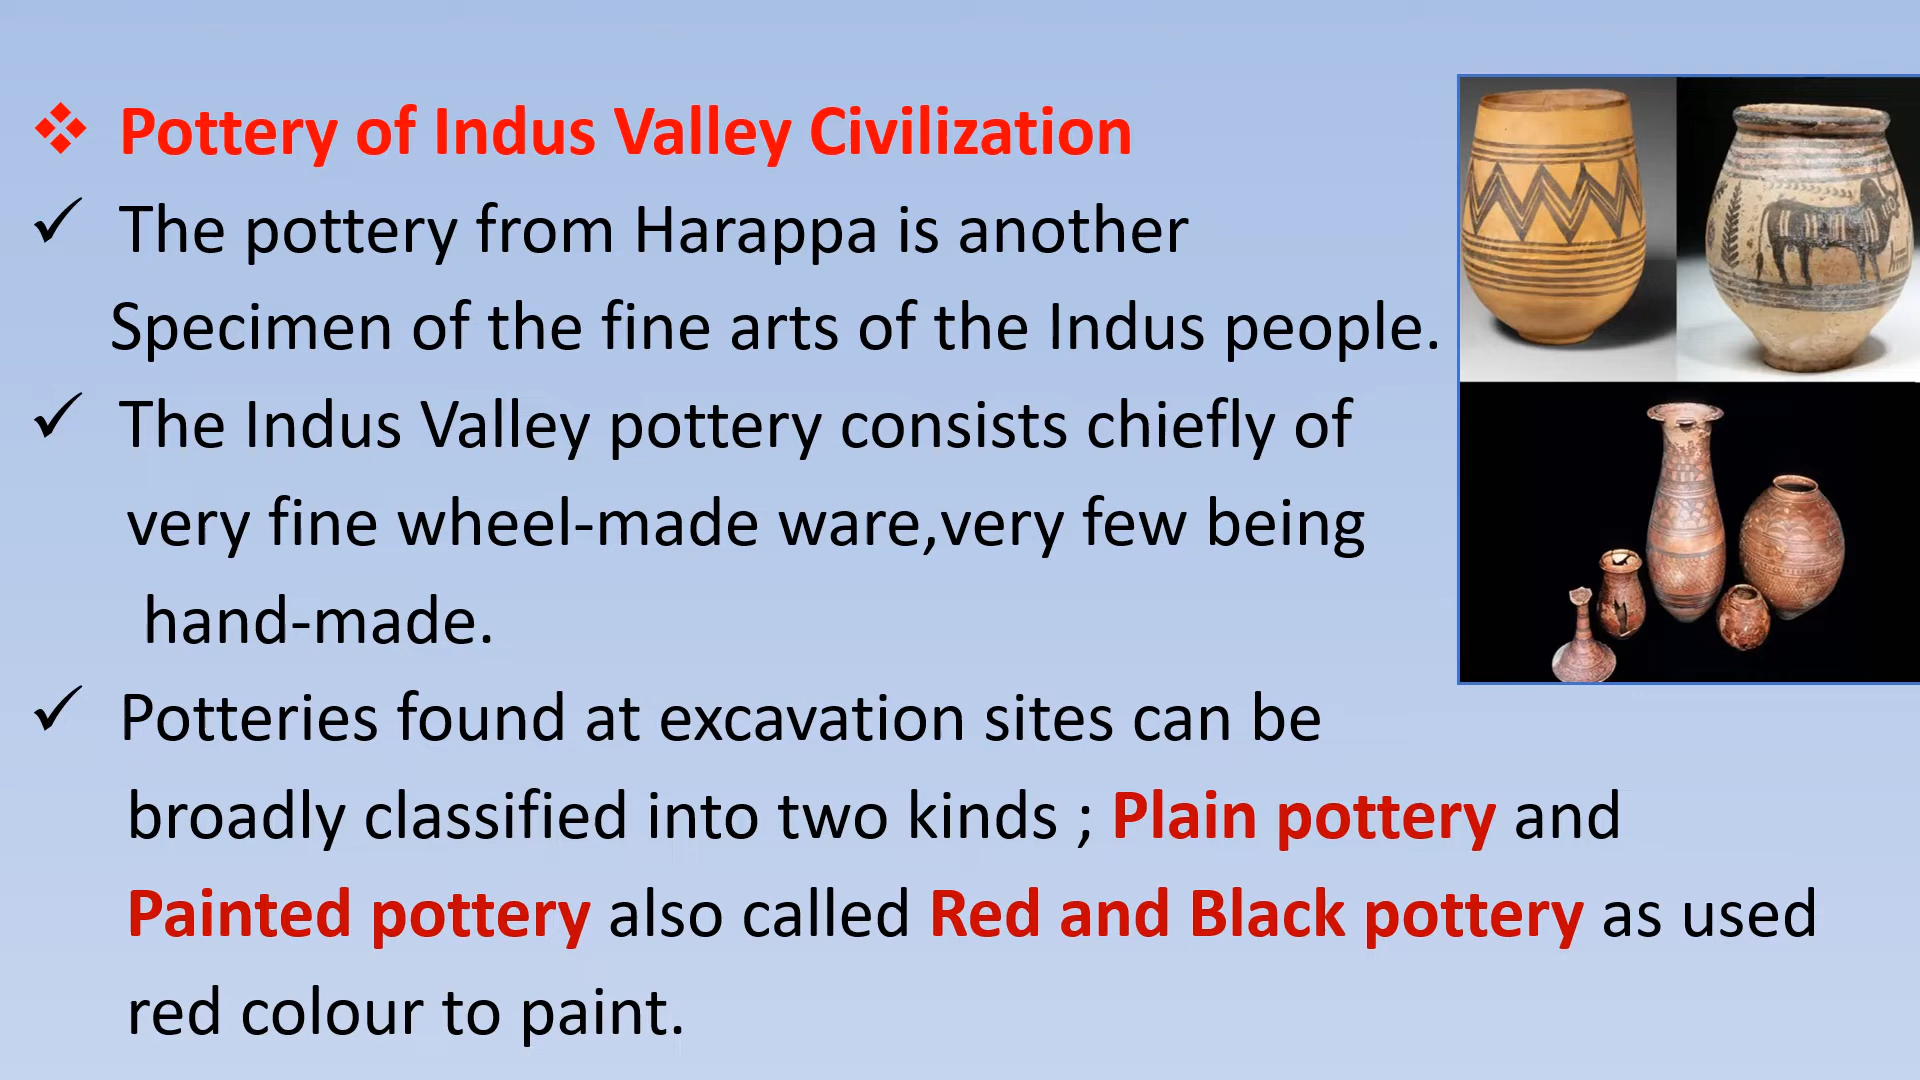 Pottery of Indus Valley Civilization
The pottery from Harappa is another
Specimen of the fine arts of the Indus people.
The Indus Valley pottery consists chiefly of
very fine wheel-made ware,very few being
hand-made.
Potteries found at excavation sites can be
broadly classified into two kinds ; Plain pottery and
Painted pottery also called Red and Black pottery as used
red colour to paint.